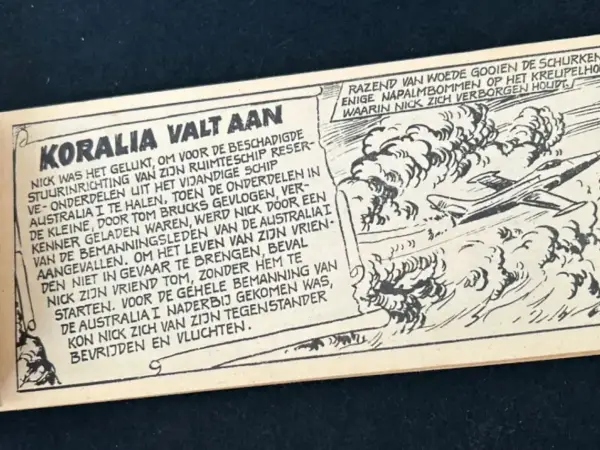 KORALIA VALT AAN
NICK WAS HET GELUKT, OM VOOR DE BESCHADIGDE
STUURINRICHTING VAN ZIJN RUIMTESCHIP RESER-
VE-ONDERDELEN UIT HET VIJANDIGE SCHIP
AUSTRALIA I TE HALEN, TOEN DE ONDERDELEN IN
DE KLEINE, DOOR TOM BRUCKS GEVLOGEN, VER-
KENNER GELADEN WAREN, WERD NICK DOOR EEN
VAN DE BEMANNINGSLEDEN VAN DE AUSTRALIA I
AANGEVALLEN. OM HET LEVEN VAN ZIJN VRIEN-
DEN NIET IN GEVAAR TE BRENGEN, BEVAL
NICK ZIJN VRIEND TOM, ZONDER HEM TE
STARTEN. VOOR DE GEHELE BEMANNING VAN
DE AUSTRALIA I NADERBIJ GEKOMEN WAS,
KON NICK ZICH VAN ZIJN TEGENSTANDER
BEVRIJDEN EN VLUCHTEN.
RAZEND VAN WOEDE GOOIEN DE SCHURKEN
ENIGE NAPALMBOMMEN OP HET KREUPELHO
WAARIN NICK ZICH VERBORGEN HOUDT.